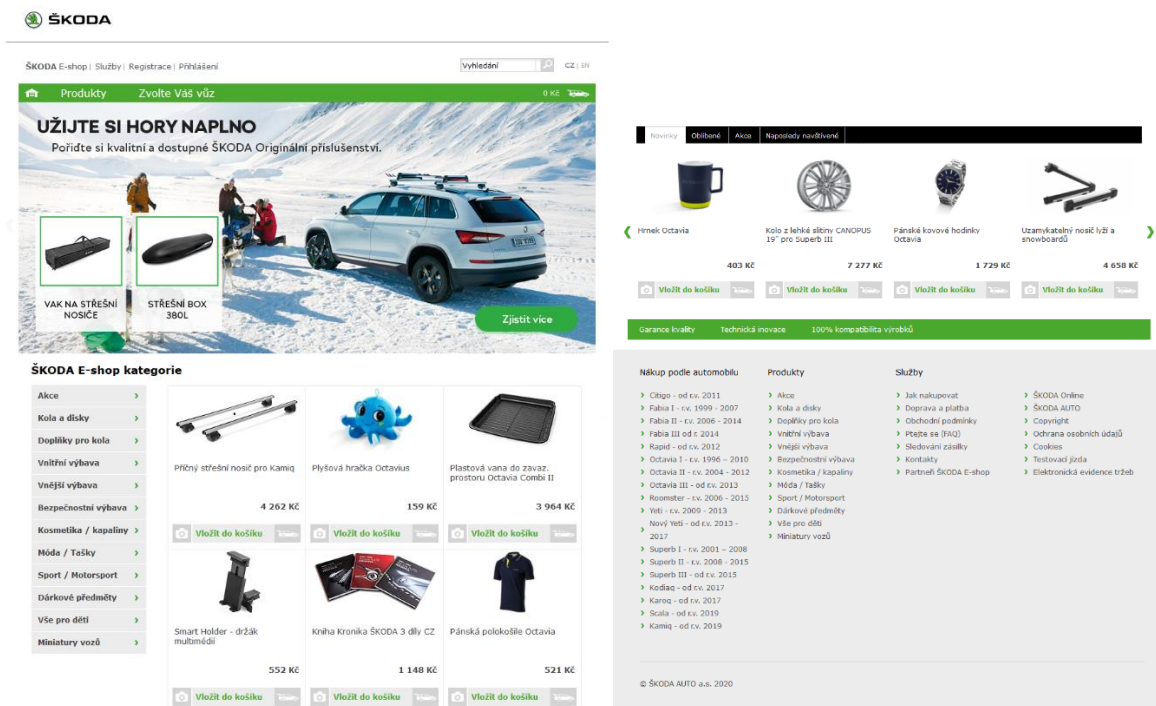 ŠKODA
ŠKODA E-shop | Služby | Registrace | Přihlášení
Vyhledání
CZ | EN
Produkty
Zvolte Váš vůz
0 Kč
UŽIJTE SI HORY NAPLNO
Pořiďte si kvalitní a dostupné ŠKODA Originální příslušenství.
VAK NA STŘEŠNÍ
NOSIČE
STŘEŠNÍ BOX
380L
Zjistit více
ŠKODA E-shop kategorie
Akce
Kola a disky
Doplňky pro kola
Vnitřní výbava
Vnější výbava
Bezpečnostní výbava
Kosmetika / kapaliny
Móda / Tašky
Sport / Motorsport
Dárkové předměty
Vše pro děti
Miniatury vozů
Příčný střešní nosič pro Kamiq
4 262 Kč
Vložit do košíku
Plyšová hračka Octavius
159 Kč
Vložit do košíku
Plastová vana do zavaz.
prostoru Octavia Combi II
3 964 Kč
Vložit do košíku
Smart Holder - držák
multimédií
552 Kč
Vložit do košíku
Kniha Kronika ŠKODA 3 díly CZ
1 148 Kč
Vložit do košíku
Pánská polokošile Octavia
521 Kč
Vložit do košíku
Novinky
Oblíbené
Akce
Naposledy navštívené
Hrnek Octavia
403 Kč
Vložit do košíku
Kolo z lehké slitiny CANOPUS
19" pro Superb III
7 277 Kč
Vložit do košíku
Pánské kovové hodinky
Octavia
1 729 Kč
Vložit do košíku
Uzamykatelný nosič lyží a
snowboardů
4 658 Kč
Vložit do košíku
Garance kvality
Technická inovace
100% kompatibilita výrobků
Nákup podle automobilu
Citigo - od r.v. 2011
Fabia I - r.v. 1999 - 2007
Fabia II - r.v. 2006 - 2014
Fabia III od r. 2014
Rapid - od r.v. 2012
Octavia I - r.v. 1996 – 2010
Octavia II - r.v. 2004 - 2012
Octavia III - od r.v. 2013
Roomster - r.v. 2006 - 2015
Yeti - r.v. 2009 - 2013
Nový Yeti - od r.v. 2013 -
2017
Superb I - r.v. 2001 – 2008
Superb II - r.v. 2008 - 2015
Superb III - od r.v. 2015
Kodiaq - od r.v. 2017
Karoq - od r.v. 2017
Scala - od r.v. 2019
Kamiq - od r.v. 2019
Produkty
Akce
Kola a disky
Doplňky pro kola
Vnitřní výbava
Vnější výbava
Bezpečnostní výbava
Kosmetika / kapaliny
Móda / Tašky
Sport / Motorsport
Dárkové předměty
Vše pro děti
Miniatury vozů
Služby
Jak nakupovat
Doprava a platba
Obchodní podmínky
Ptejte se (FAQ)
Sledování zásilky
Kontakty
Partneři ŠKODA E-shop
ŠKODA Online
ŠKODA AUTO
Copyright
Ochrana osobních údajů
Cookies
Testovací jízda
Elektronická evidence tržeb
© ŠKODA AUTO a.s. 2020